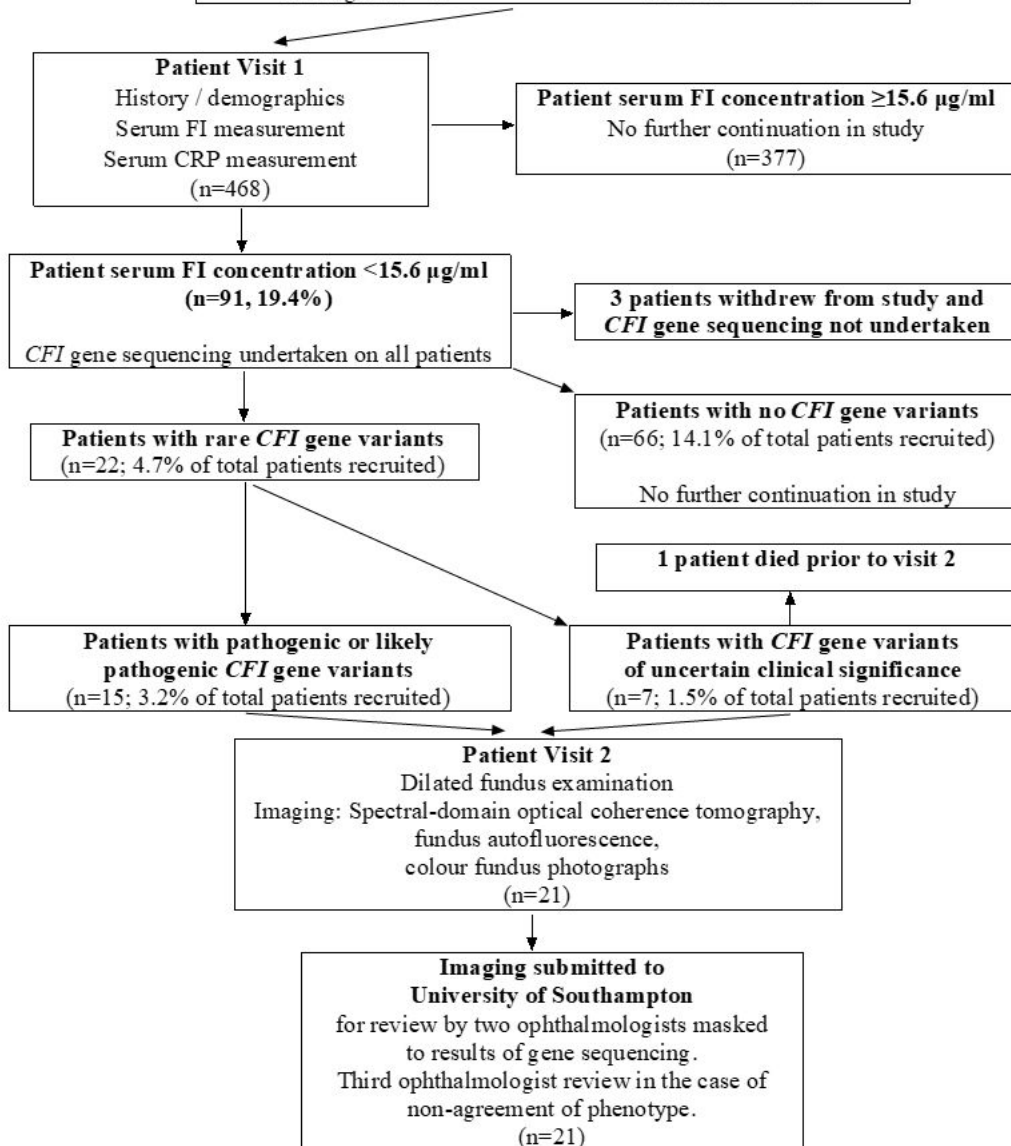 Patient Visit 1
History / demographics
Serum FI measurement
Serum CRP measurement
(n=468)
Patient serum FI concentration ≥15.6 µg/ml
No further continuation in study
(n=377)
Patient serum FI concentration <15.6 µg/ml
(n=91, 19.4%)
CFI gene sequencing undertaken on all patients
3 patients withdrew from study and
CFI gene sequencing not undertaken
Patients with no CFI gene variants
(n=66; 14.1% of total patients recruited)
No further continuation in study
Patients with rare CFI gene variants
(n=22; 4.7% of total patients recruited)
1 patient died prior to visit 2
Patients with pathogenic or likely
pathogenic CFI gene variants
(n=15; 3.2% of total patients recruited)
Patients with CFI gene variants
of uncertain clinical significance
(n=7; 1.5% of total patients recruited)
Patient Visit 2
Dilated fundus examination
Imaging: Spectral-domain optical coherence tomography,
fundus autofluorescence,
colour fundus photographs
(n=21)
Imaging submitted to
University of Southampton
for review by two ophthalmologists masked
to results of gene sequencing.
Third ophthalmologist review in the case of
non-agreement of phenotype.
(n=21)